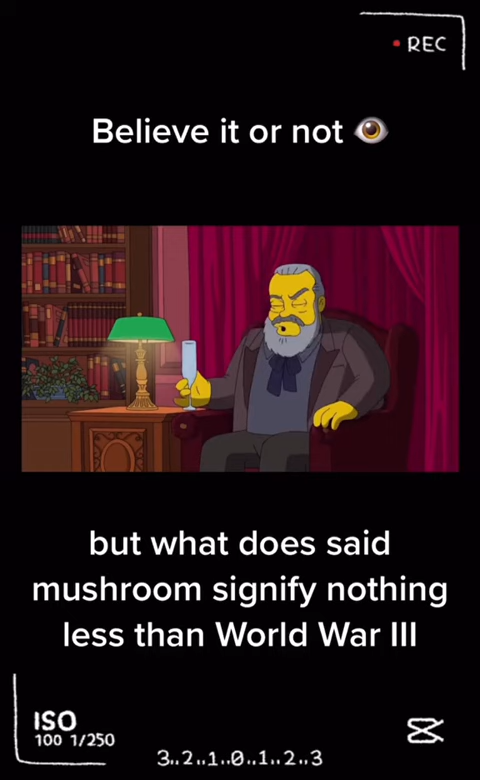 REC
Believe it or not 👁️
but what does said
mushroom signify nothing
less than World War III
ISO
100 1/250
3..2..1..0..1..2..3